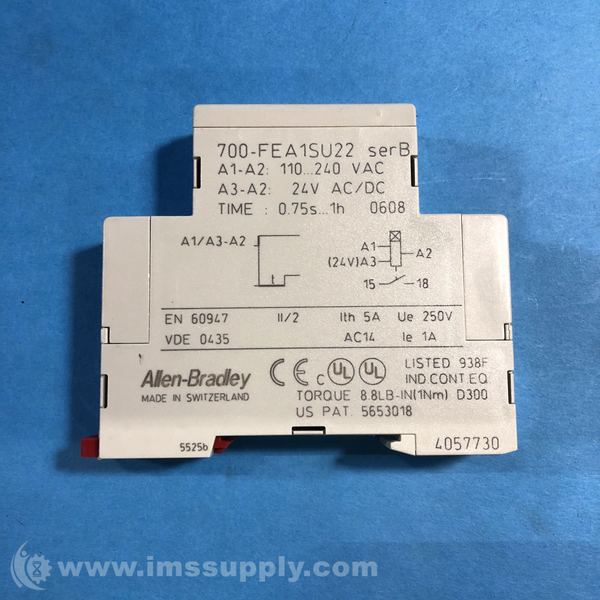 700-FEA1SU22 serB
A1-A2: 110...240 VAC
A3-A2: 24V AC/DC
TIME : 0.75s...1h 0608
A1/A3-A2
A1
A2
(24V)A3
15 18
EN 60947 II/2 Ith 5A Ue 250V
VDE 0435 AC14 Ie 1A
Allen-Bradley
MADE IN SWITZERLAND
CE c UL UL LISTED 938F
IND.CONT.EQ.
TORQUE 8.8LB-IN(1Nm) D300
US PAT. 5653018
5525b
4057730
www.imssupply.com